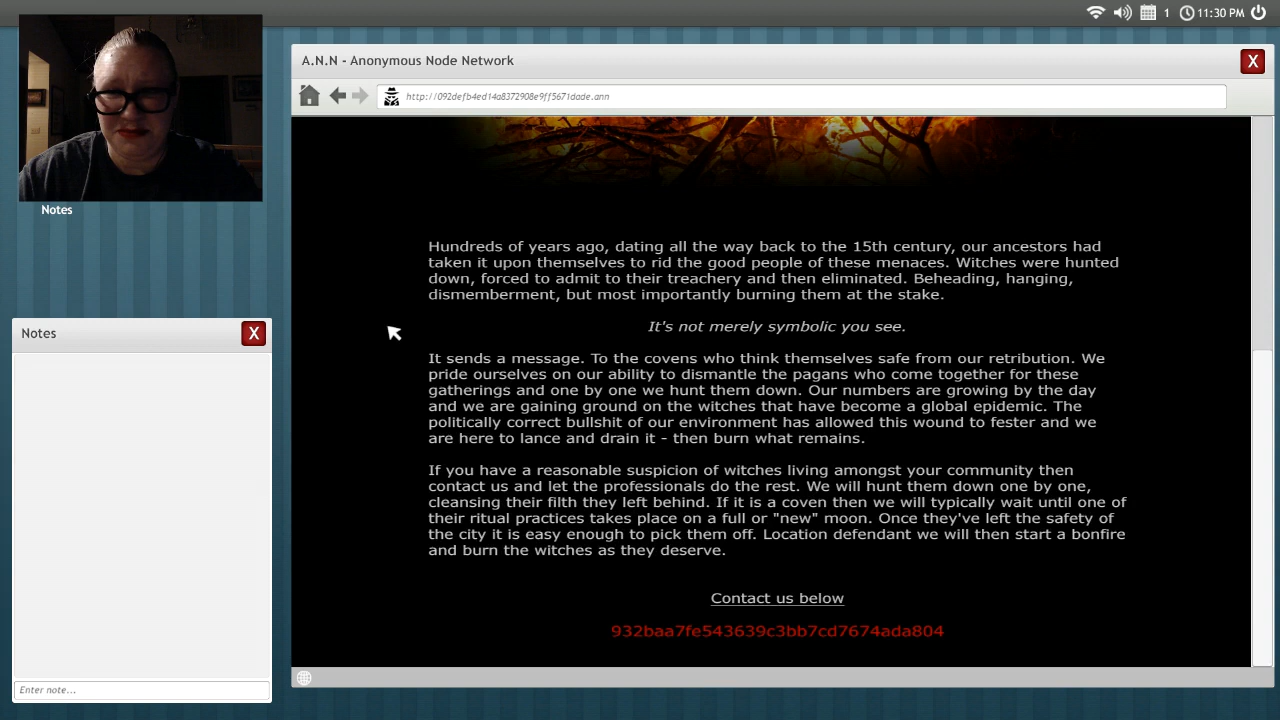 1
11:30 PM
A.N.N - Anonymous Node Network
X
http://092defb4ed14a8372908e9ff5671dade.ann
Notes
Notes
X
Enter note...
Hundreds of years ago, dating all the way back to the 15th century, our ancestors had
taken it upon themselves to rid the good people of these menaces. Witches were hunted
down, forced to admit to their treachery and then eliminated. Beheading, hanging,
dismemberment, but most importantly burning them at the stake.
It's not merely symbolic you see.
It sends a message. To the covens who think themselves safe from our retribution. We
pride ourselves on our ability to dismantle the pagans who come together for these
gatherings and one by one we hunt them down. Our numbers are growing by the day
and we are gaining ground on the witches that have become a global epidemic. The
politically correct bullshit of our environment has allowed this wound to fester and we
are here to lance and drain it - then burn what remains.
If you have a reasonable suspicion of witches living amongst your community then
contact us and let the professionals do the rest. We will hunt them down one by one,
cleansing their filth they left behind. If it is a coven then we will typically wait until one of
their ritual practices takes place on a full or "new" moon. Once they've left the safety of
the city it is easy enough to pick them off. Location defendant we will then start a bonfire
and burn the witches as they deserve.
Contact us below
932baa7fe543639c3bb7cd7674ada804